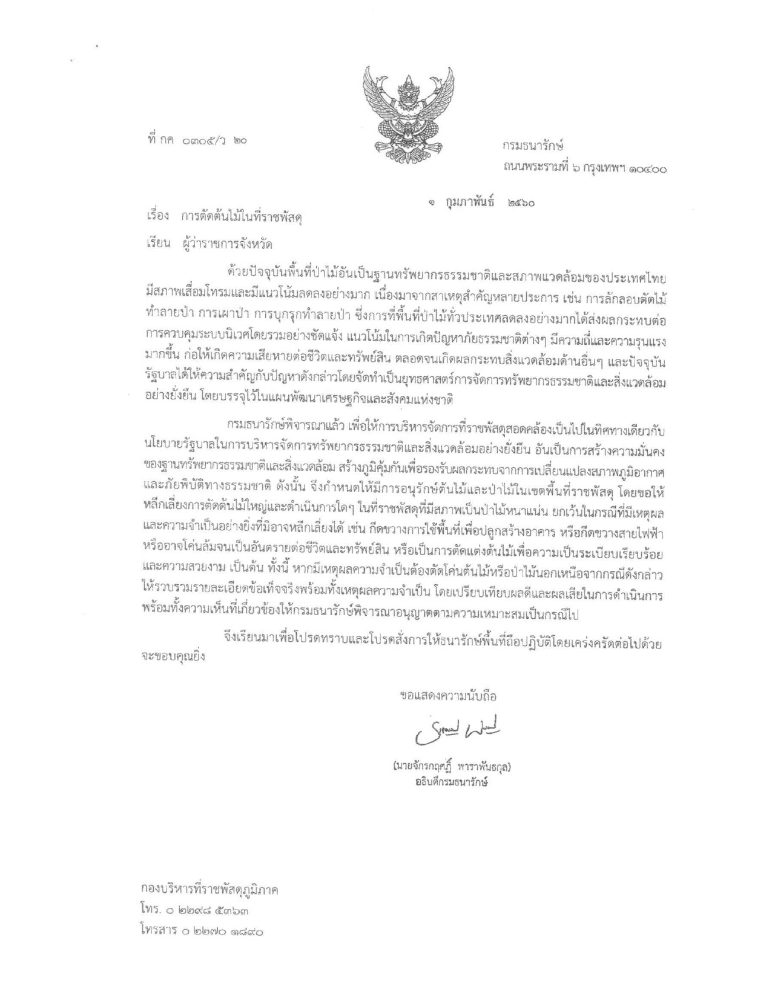 ที่ กค ๐๓๐๕/ว ๒๐
กรมธนารักษ์
ถนนพระรามที่ ๖ กรุงเทพฯ ๑๐๔๐๐
๑ กุมภาพันธ์ ๒๕๖๐
เรื่อง การตัดต้นไม้ในที่ราชพัสดุ
เรียน ผู้ว่าราชการจังหวัด
ด้วยปัจจุบันพื้นที่ป่าไม้อันเป็นฐานทรัพยากรธรรมชาติและสภาพแวดล้อมของประเทศไทย
มีสภาพเสื่อมโทรมและมีแนวโน้มลดลงอย่างมาก เนื่องมาจากสาเหตุสำคัญหลายประการ เช่น การลักลอบตัดไม้
ทำลายป่า การเผาป่า การบุกรุกทำลายป่า ซึ่งการที่พื้นที่ป่าไม้ทั่วประเทศลดลงอย่างมากได้ส่งผลกระทบต่อ
การควบคุมระบบนิเวศโดยรวมอย่างชัดแจ้ง แนวโน้มในการเกิดปัญหาภัยธรรมชาติต่างๆ มีความถี่และความรุนแรง
มากขึ้น ก่อให้เกิดความเสียหายต่อชีวิตและทรัพย์สิน ตลอดจนเกิดผลกระทบสิ่งแวดล้อมด้านอื่นๆ และปัจจุบัน
รัฐบาลได้ให้ความสำคัญกับปัญหาดังกล่าวโดยจัดทำเป็นยุทธศาสตร์การจัดการทรัพยากรธรรมชาติและสิ่งแวดล้อม
อย่างยั่งยืน โดยบรรจุไว้ในแผนพัฒนาเศรษฐกิจและสังคมแห่งชาติ
กรมธนารักษ์พิจารณาแล้ว เพื่อให้การบริหารจัดการที่ราชพัสดุสอดคล้องเป็นไปในทิศทางเดียวกับ
นโยบายรัฐบาลในการบริหารจัดการทรัพยากรธรรมชาติและสิ่งแวดล้อมอย่างยั่งยืน อันเป็นการสร้างความมั่นคง
ของฐานทรัพยากรธรรมชาติและสิ่งแวดล้อม สร้างภูมิคุ้มกันเพื่อรองรับผลกระทบจากการเปลี่ยนแปลงสภาพภูมิอากาศ
และภัยพิบัติทางธรรมชาติ ดังนั้น จึงกำหนดให้มีการอนุรักษ์ต้นไม้และป่าไม้ในเขตพื้นที่ราชพัสดุ โดยขอให้
หลีกเลี่ยงการตัดต้นไม้ใหญ่และดำเนินการใดๆ ในที่ราชพัสดุที่มีสภาพเป็นป่าไม้หนาแน่น ยกเว้นในกรณีที่มีเหตุผล
และความจำเป็นอย่างยิ่งที่มิอาจหลีกเลี่ยงได้ เช่น กีดขวางการใช้พื้นที่เพื่อปลูกสร้างอาคาร หรือกีดขวางสายไฟฟ้า
หรืออาจโค่นล้มจนเป็นอันตรายต่อชีวิตและทรัพย์สิน หรือเป็นการตัดแต่งต้นไม้เพื่อความเป็นระเบียบเรียบร้อย
และความสวยงาม เป็นต้น ทั้งนี้ หากมีเหตุผลความจำเป็นต้องตัดโค่นต้นไม้หรือป่าไม้นอกเหนือจากกรณีดังกล่าว
ให้รวบรวมรายละเอียดข้อเท็จจริงพร้อมทั้งเหตุผลความจำเป็น โดยเปรียบเทียบผลดีและผลเสียในการดำเนินการ
พร้อมทั้งความเห็นที่เกี่ยวข้องให้กรมธนารักษ์พิจารณาอนุญาตตามความเหมาะสมเป็นกรณีไป
จึงเรียนมาเพื่อโปรดทราบและโปรดสั่งการให้ธนารักษ์พื้นที่ถือปฏิบัติโดยเคร่งครัดต่อไปด้วย
จะขอบคุณยิ่ง
ขอแสดงความนับถือ
(นายจักรกฤศฏิ์ พาราพันธกุล)
อธิบดีกรมธนารักษ์
กองบริหารที่ราชพัสดุภูมิภาค
โทร. ๐ ๒๒๙๘ ๕๓๖๓
โทรสาร ๐ ๒๒๗๐ ๑๘๙๐